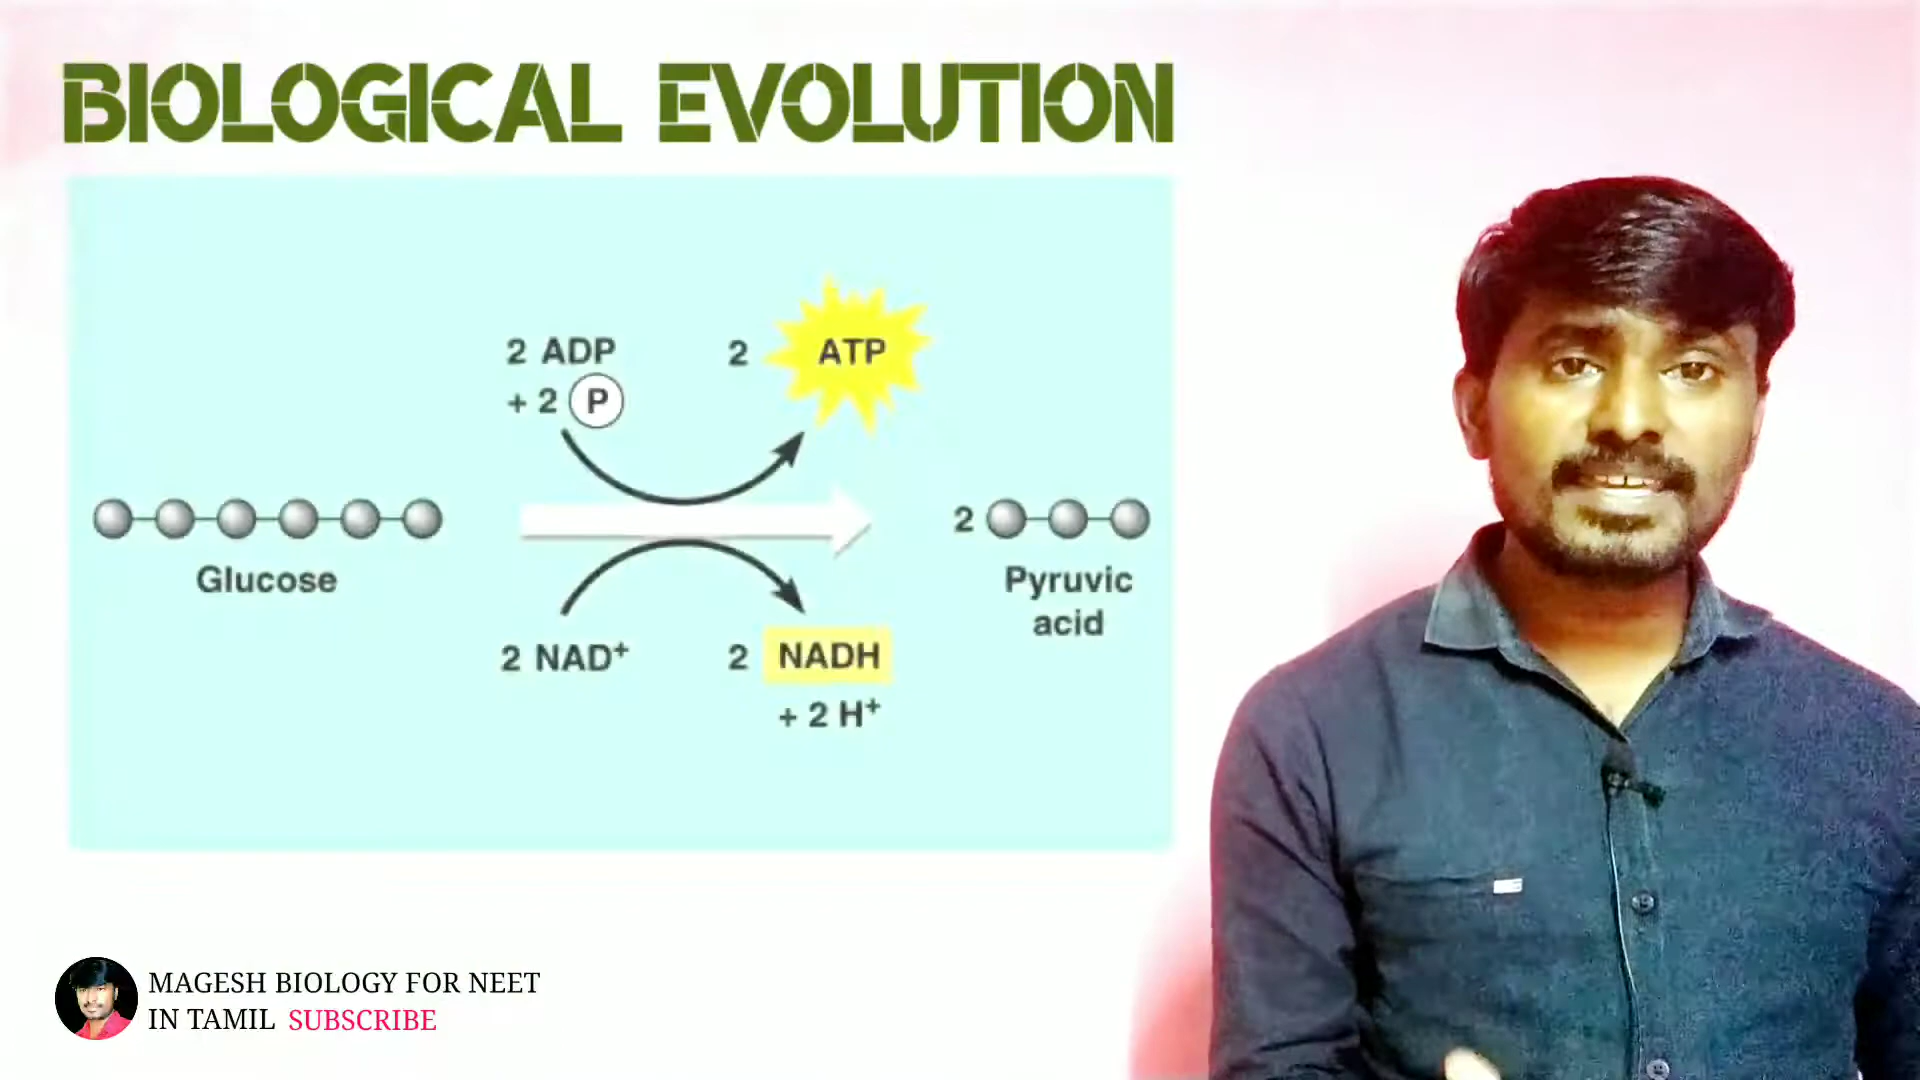 BIOLOGICAL EVOLUTION
2 ADP
+ 2 P
2 ATP
Glucose
2
Pyruvic
acid
2 NAD⁺
2 NADH
+ 2 H⁺
MAGESH BIOLOGY FOR NEET
IN TAMIL SUBSCRIBE